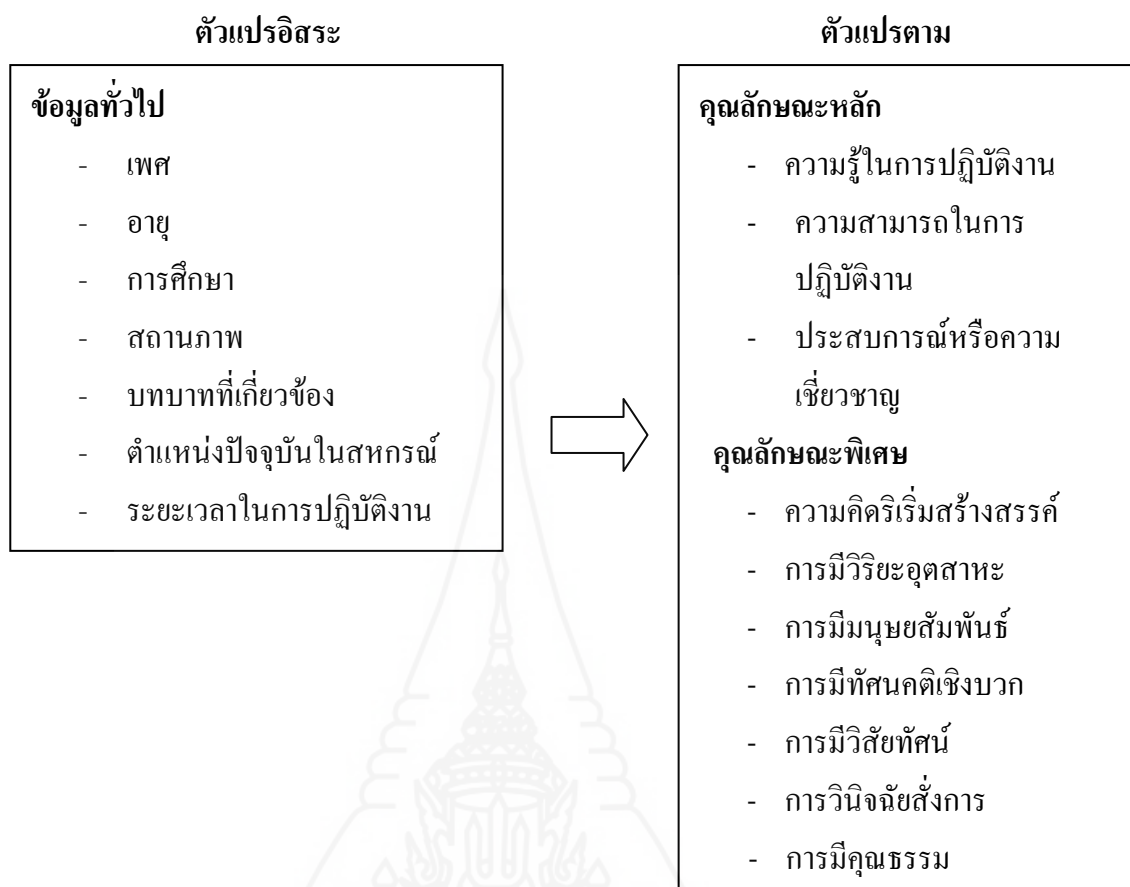 ตัวแปรอิสระ
ข้อมูลทั่วไป
- เพศ
- อายุ
- การศึกษา
- สถานภาพ
- บทบาทที่เกี่ยวข้อง
- ตำแหน่งปัจจุบันในสหกรณ์
- ระยะเวลาในการปฏิบัติงาน
ตัวแปรตาม
คุณลักษณะหลัก
- ความรู้ในการปฏิบัติงาน
- ความสามารถในการ
ปฏิบัติงาน
- ประสบการณ์หรือความ
เชี่ยวชาญ
คุณลักษณะพิเศษ
- ความคิดริเริ่มสร้างสรรค์
- การมีวิริยะอุตสาหะ
- การมีมนุษยสัมพันธ์
- การมีทัศนคติเชิงบวก
- การมีวิสัยทัศน์
- การวินิจฉัยสั่งการ
- การมีคุณธรรม